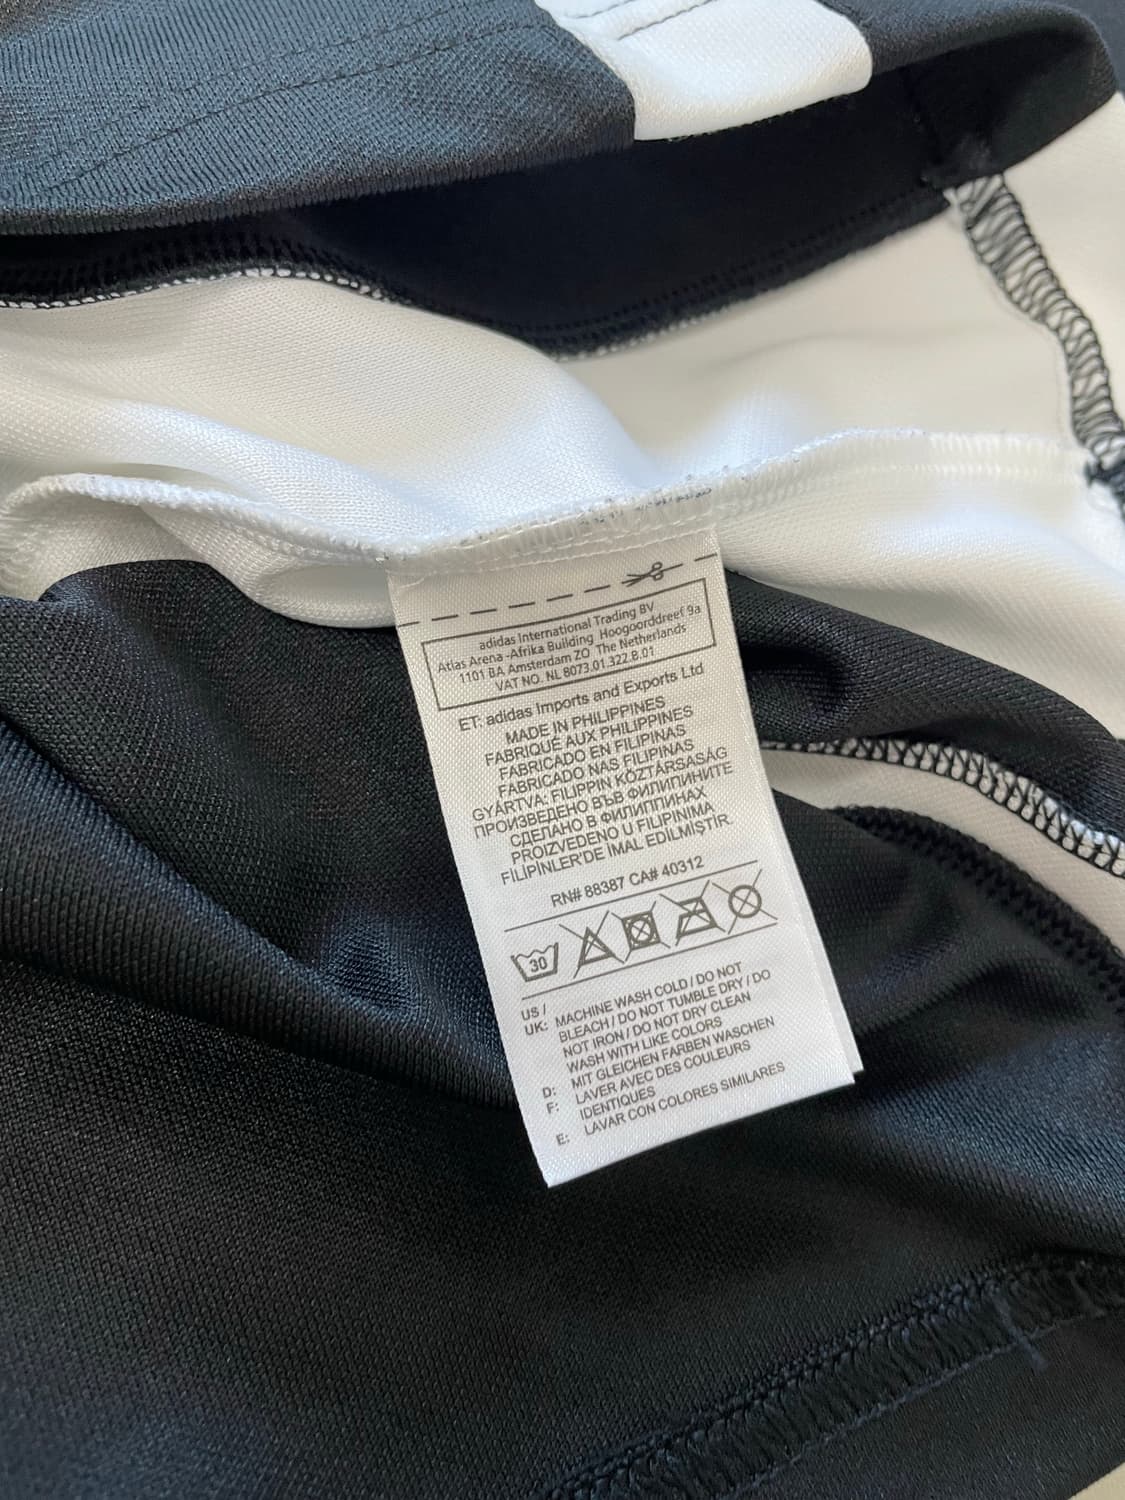 adidas International Trading BV
Atlas Arena -Afrika Building Hoogoorddreef 9a
1101 BA Amsterdam ZO The Netherlands
VAT NO. NL 8073.01.322.B.01
ET: adidas Imports and Exports Ltd
MADE IN PHILIPPINES
FABRIQUÉ AUX PHILIPPINES
FABRICADO EN FILIPINAS
FABRICADO NAS FILIPINAS
GYÁRTVA: FILIPPIN KÖZTÁRSASÁG
ПРОИЗВЕДЕНО ВЪВ ФИЛИПИНИТЕ
СДЕЛАНО В ФИЛИППИНАХ
PROIZVEDENO U FILIPINIMA
FİLİPİNLER'DE İMAL EDİLMİŞTİR.
RN# 88387 CA# 40312
30
US /
UK: MACHINE WASH COLD / DO NOT
BLEACH / DO NOT TUMBLE DRY / DO
NOT IRON / DO NOT DRY CLEAN
WASH WITH LIKE COLORS
D: MIT GLEICHEN FARBEN WASCHEN
F: LAVER AVEC DES COULEURS
IDENTIQUES
E: LAVAR CON COLORES SIMILARES